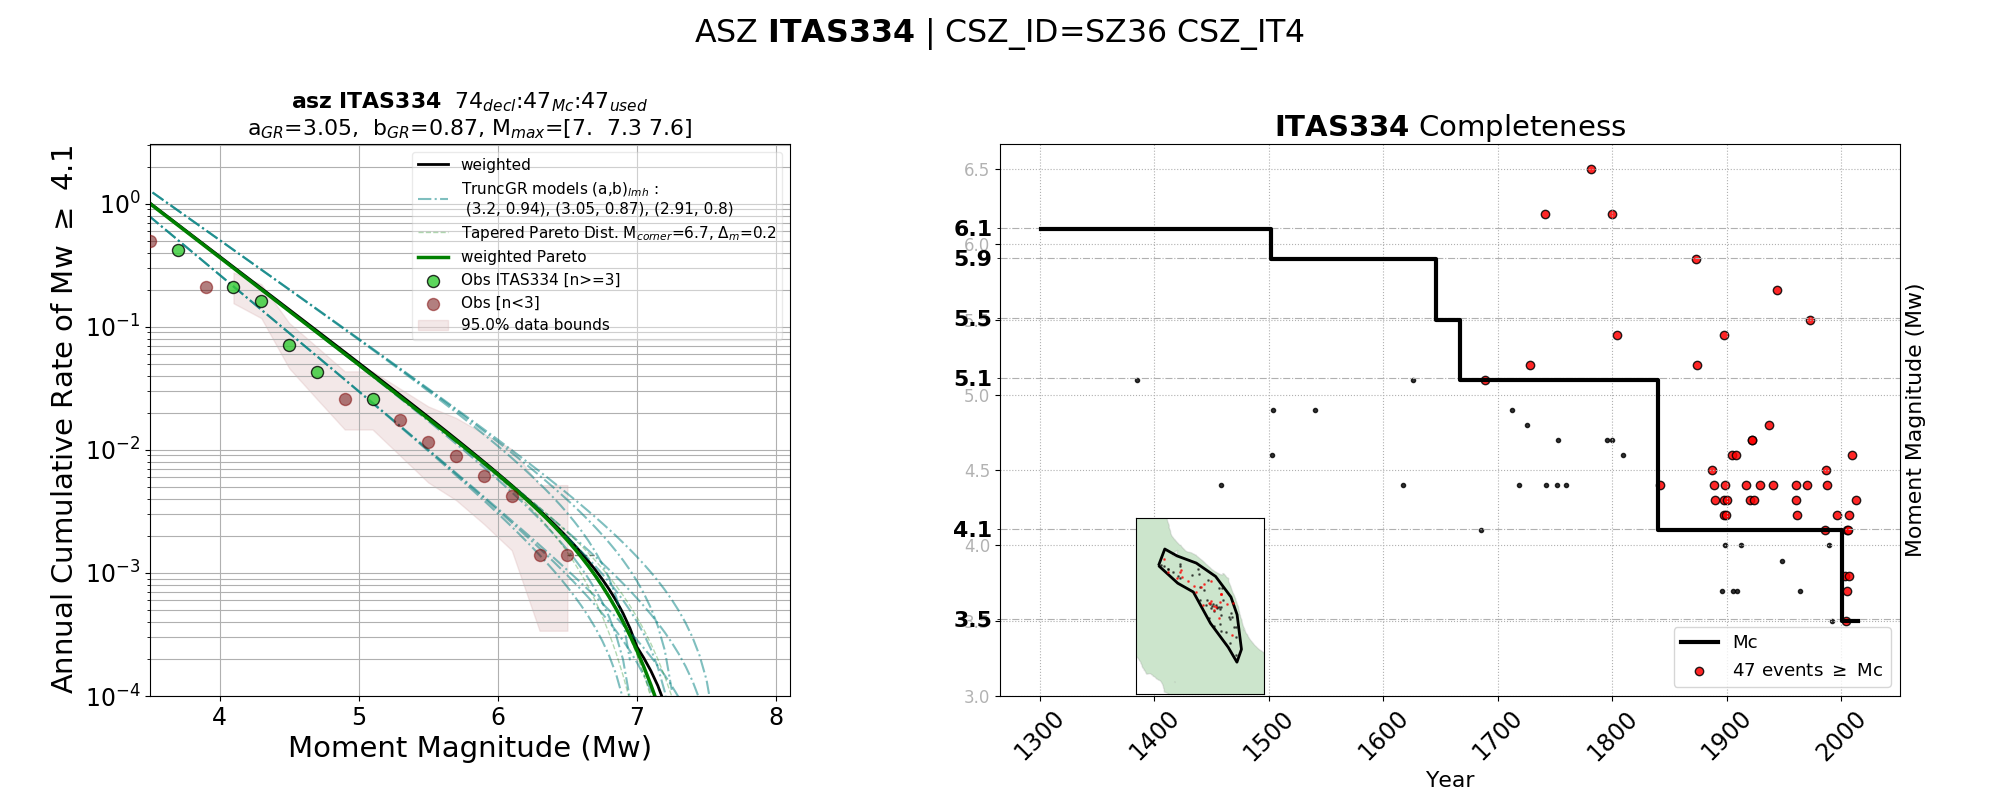 ASZ ITAS334 | CSZ_ID=SZ36 CSZ_IT4
asz ITAS334 74decl:47Mc:47used
aGR=3.05, bGR=0.87, Mmax=[7. 7.3 7.6]
Annual Cumulative Rate of Mw ≥ 4.1
10^0
10^−1
10^−2
10^−3
10^−4
weighted
TruncGR models (a,b)lmh :
(3.2, 0.94), (3.05, 0.87), (2.91, 0.8)
Tapered Pareto Dist. Mcorner=6.7, Δm=0.2
weighted Pareto
Obs ITAS334 [n>=3]
Obs [n<3]
95.0% data bounds
4 5 6 7 8
Moment Magnitude (Mw)
ITAS334 Completeness
6.5
6.1
6.0
5.9
5.5
5.1
5.0
4.5
4.1
4.0
3.5
3.0
Mc
47 events ≥ Mc
1300 1400 1500 1600 1700 1800 1900 2000
Year
Moment Magnitude (Mw)